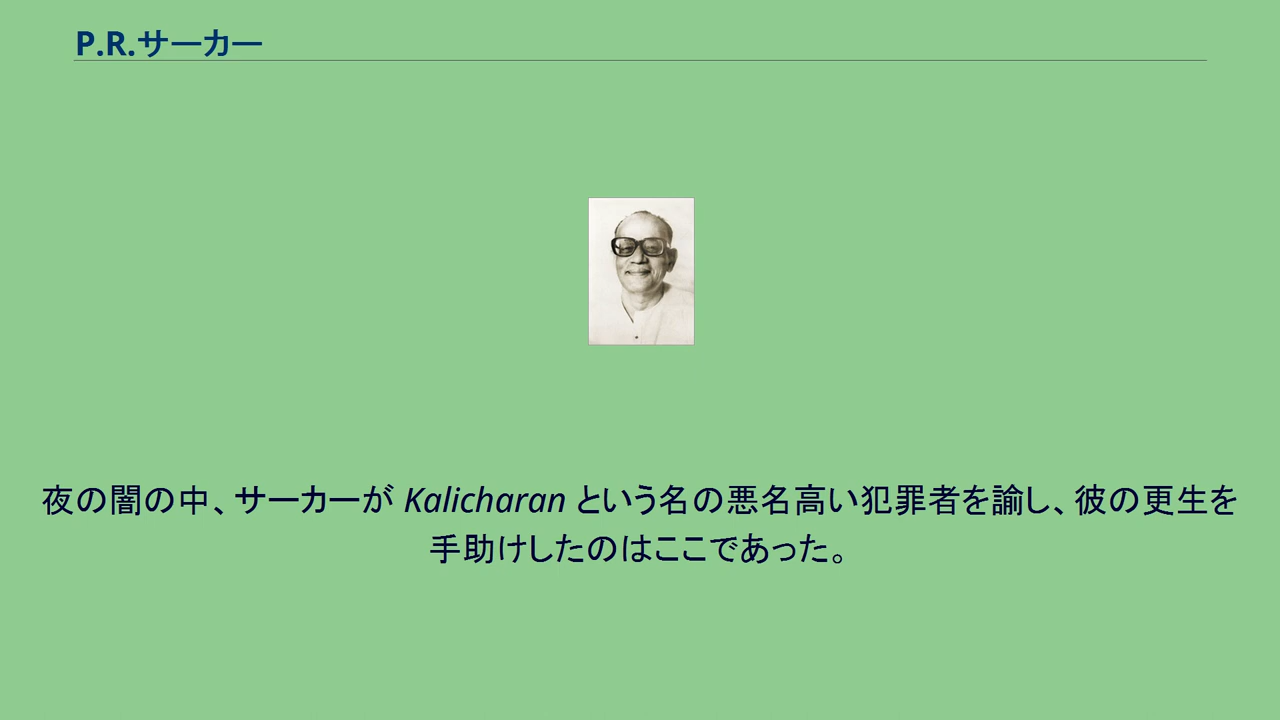 P.R.サーカー
夜の闇の中、サーカーが Kalicharan という名の悪名高い犯罪者を諭し、彼の更生を
手助けしたのはここであった。